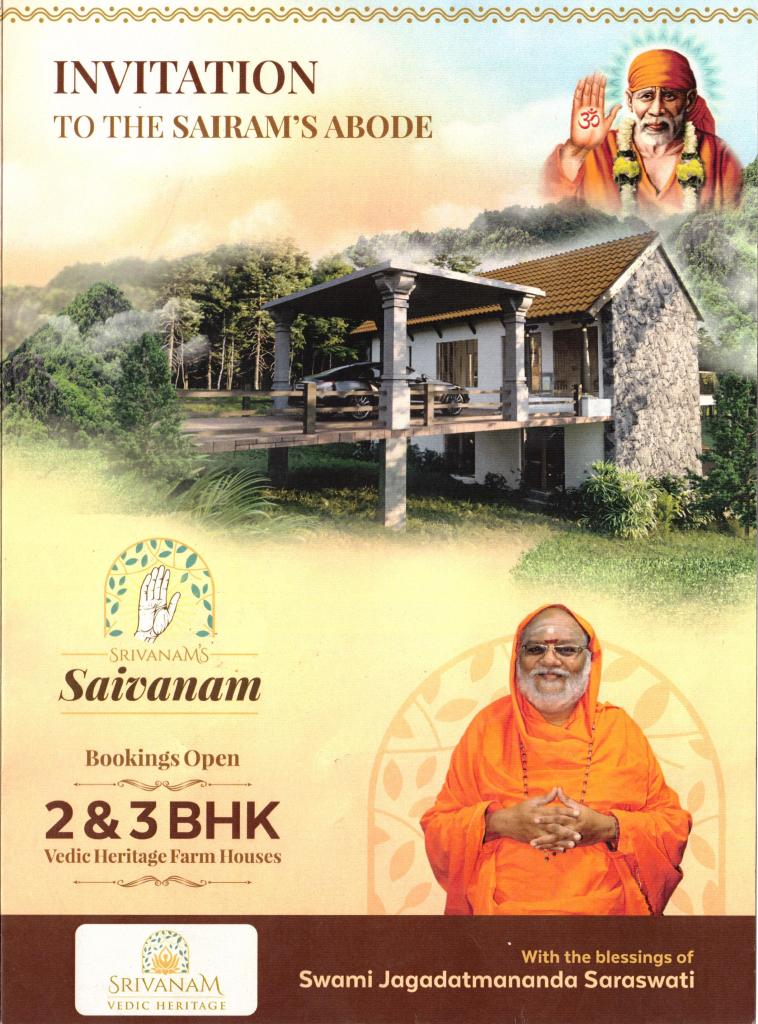 INVITATION
TO THE SAIRAM'S ABODE
ॐ
SRIVANAM'S
Saivanam
Bookings Open
2 & 3 BHK
Vedic Heritage Farm Houses
SRIVANAM
VEDIC HERITAGE
With the blessings of
Swami Jagadatmananda Saraswati